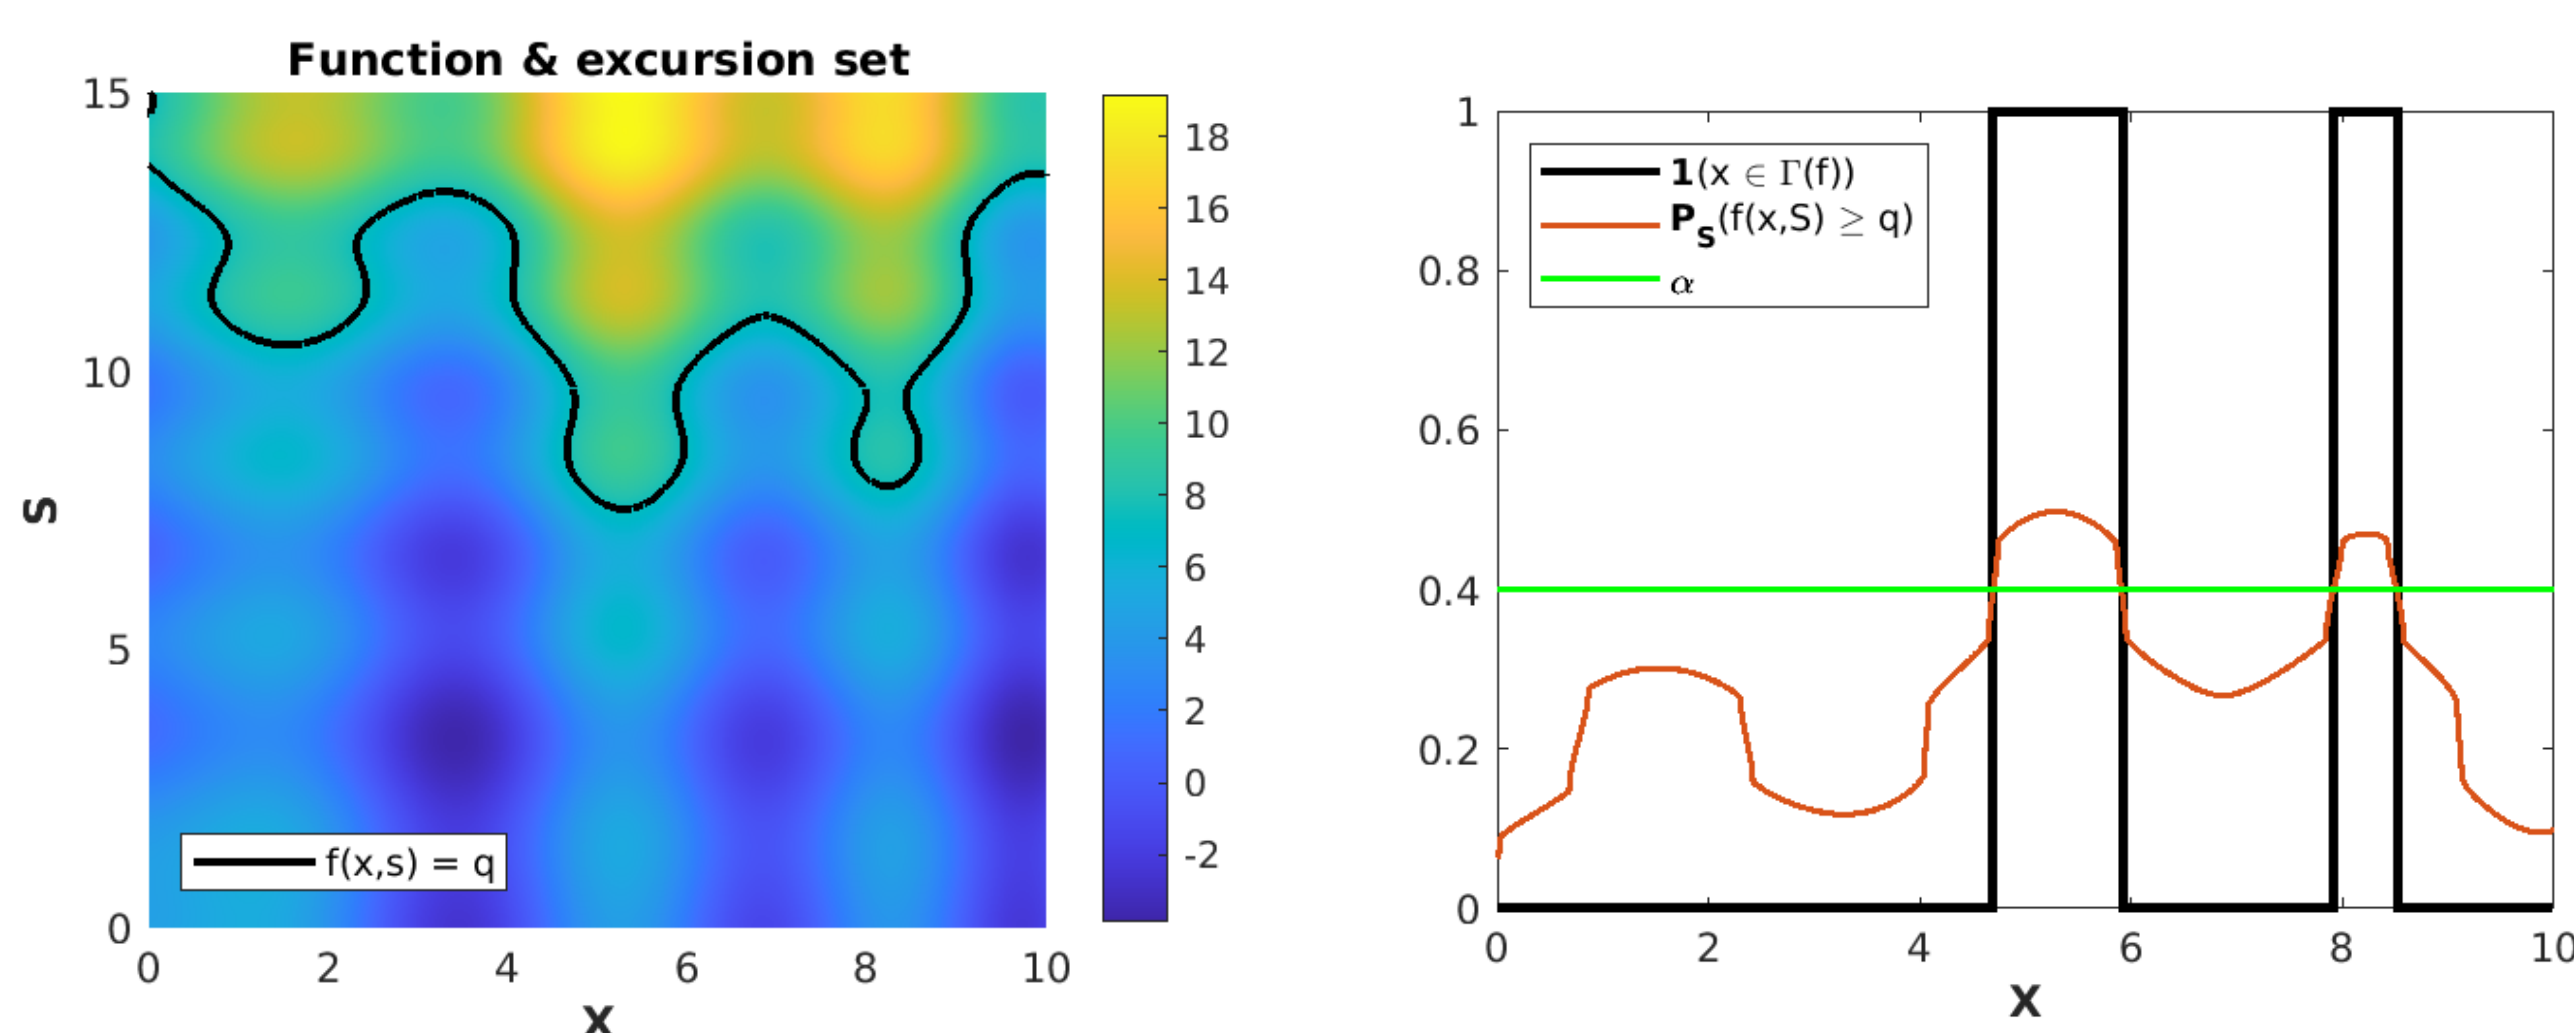 Function & excursion set
15
10
5
0
S
0 2 4 6 8 10
X
f(x,s) = q
18
16
14
12
10
8
6
4
2
0
-2
1
0.8
0.6
0.4
0.2
0
1(x ∈ Γ(f))
P_S(f(x,S) ≥ q)
α
0 2 4 6 8 10
X